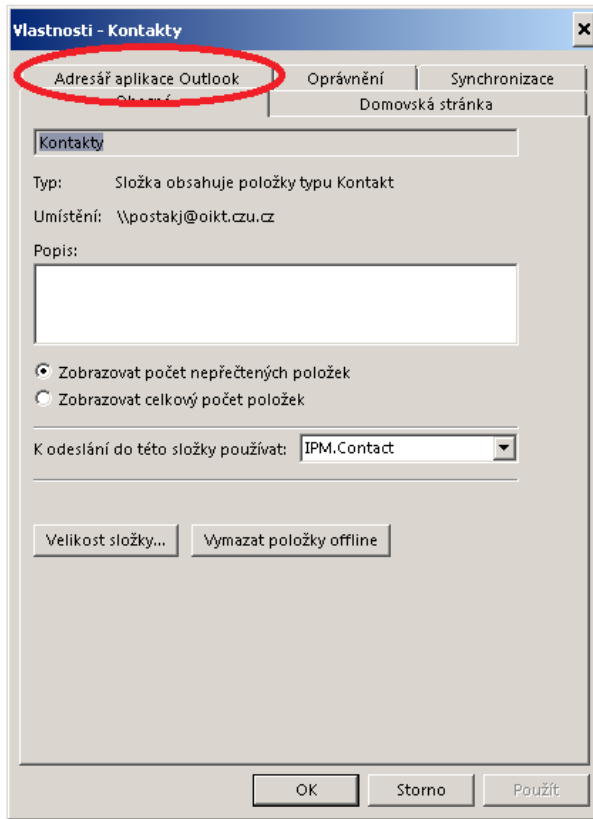 Vlastnosti - Kontakty
Adresář aplikace Outlook Oprávnění Synchronizace
Obecné Domovská stránka
Kontakty
Typ: Složka obsahuje položky typu Kontakt
Umístění: \\postakj@oikt.czu.cz
Popis:
Zobrazovat počet nepřečtených položek
Zobrazovat celkový počet položek
K odeslání do této složky používat: IPM.Contact
Velikost složky... Vymazat položky offline
OK Storno Použít